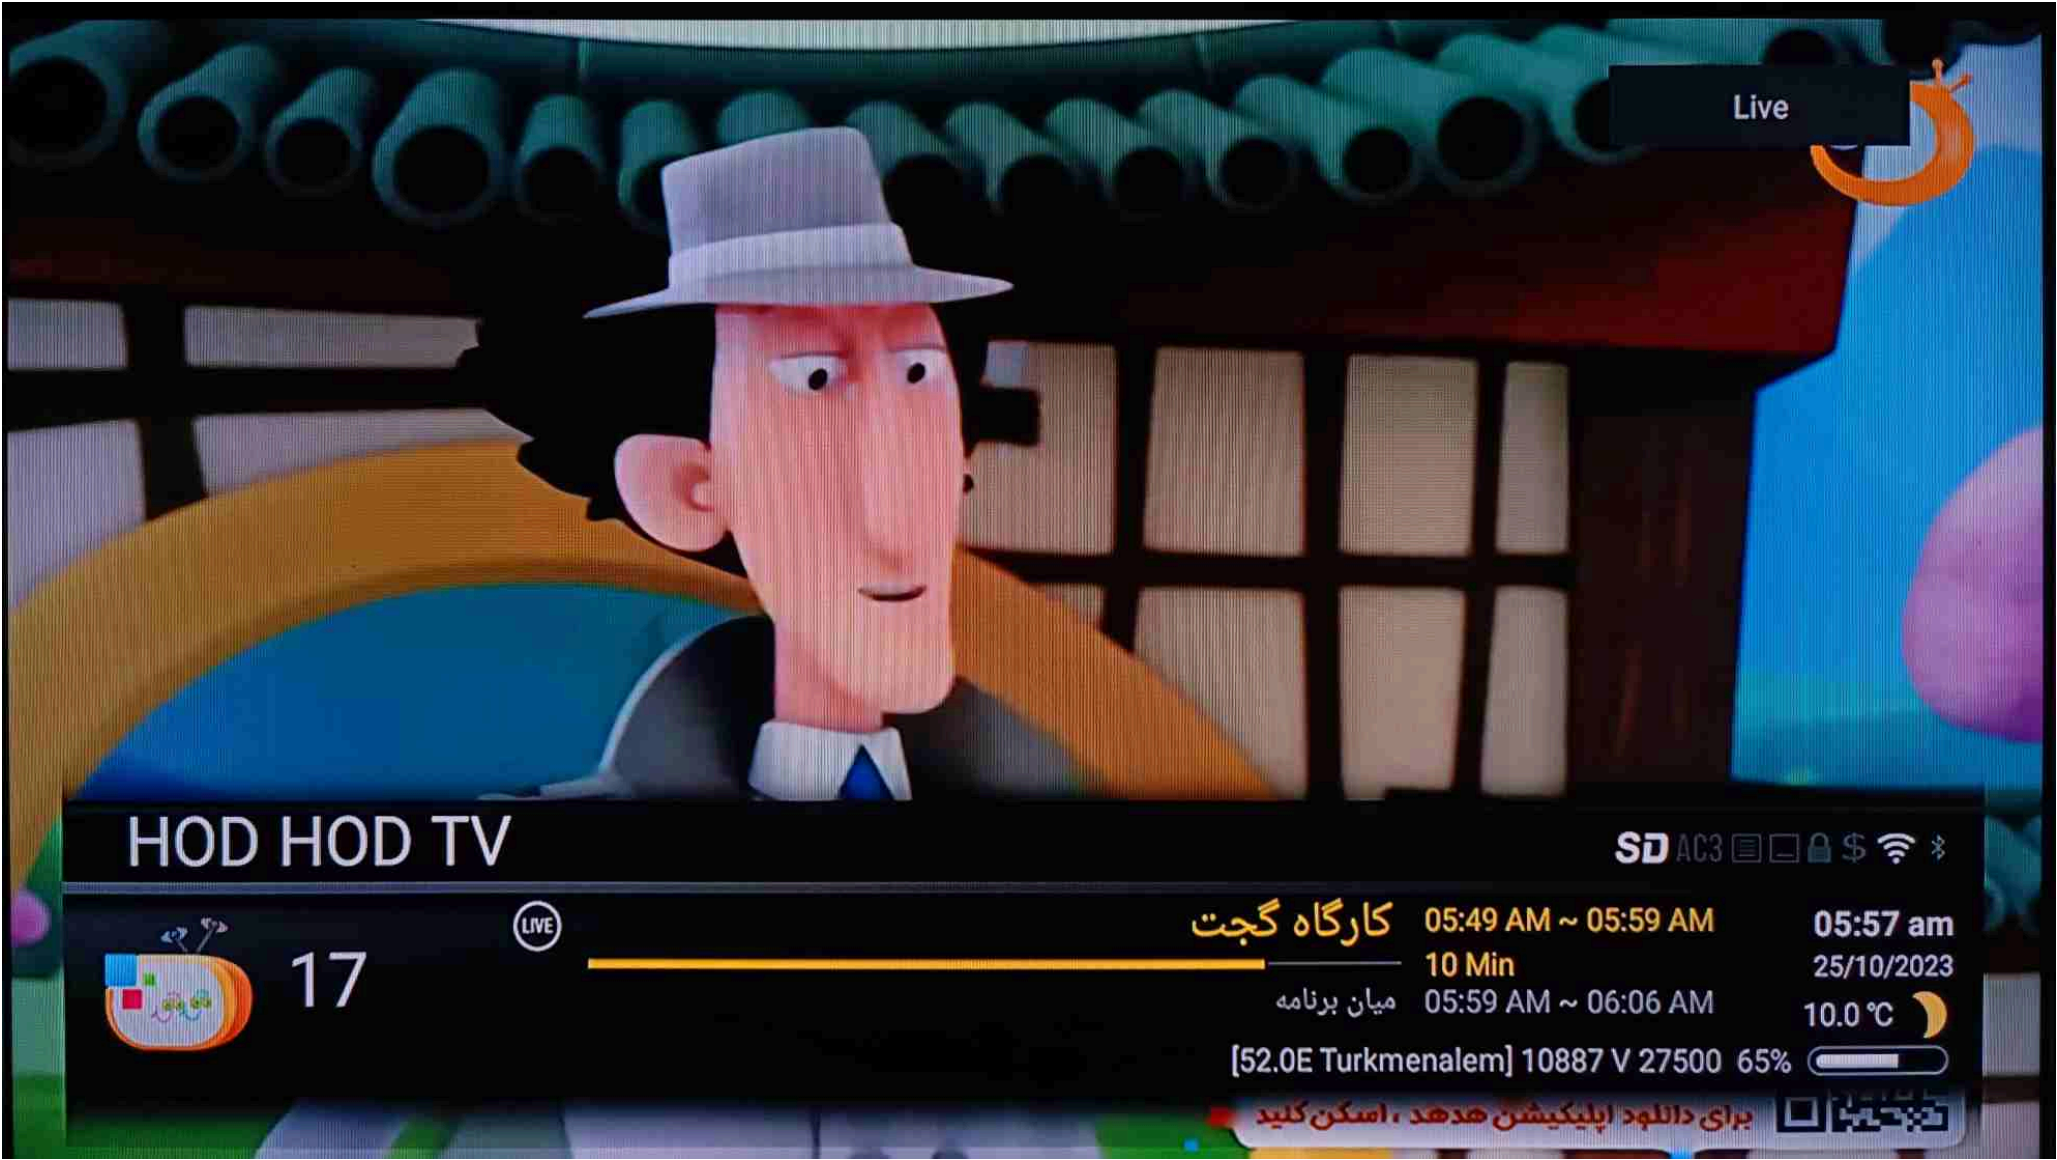 Live
HOD HOD TV
SD AC3 $
17
LIVE
کارگاه گجت 05:49 AM ~ 05:59 AM
10 Min
میان برنامه 05:59 AM ~ 06:06 AM
05:57 am
25/10/2023
10.0 °C
[52.0E Turkmenalem] 10887 V 27500 65%
برای دانلود اپلیکیشن هدهد ، اسکن کنید